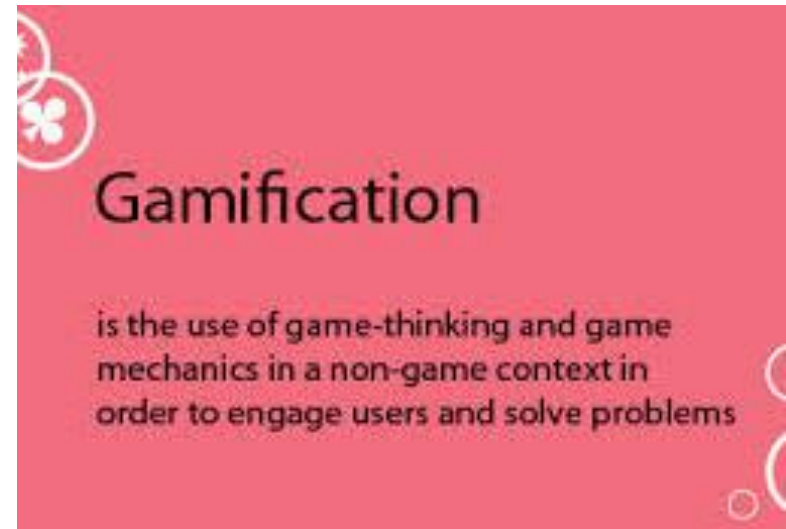 Gamification
is the use of game-thinking and game
mechanics in a non-game context in
order to engage users and solve problems